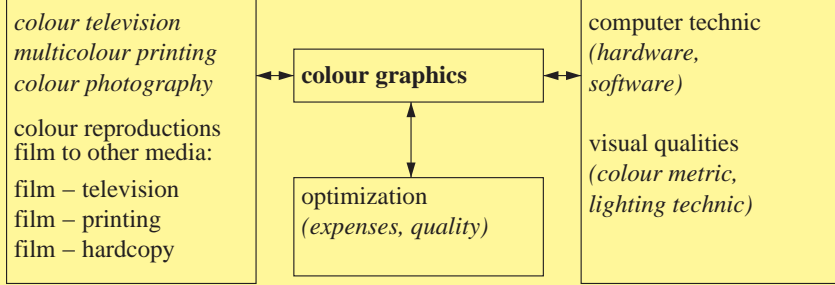 colour television
multicolour printing
colour photography
colour reproductions
film to other media:
film – television
film – printing
film – hardcopy
colour graphics
optimization
(expenses, quality)
computer technic
(hardware,
software)
visual qualities
(colour metric,
lighting technic)